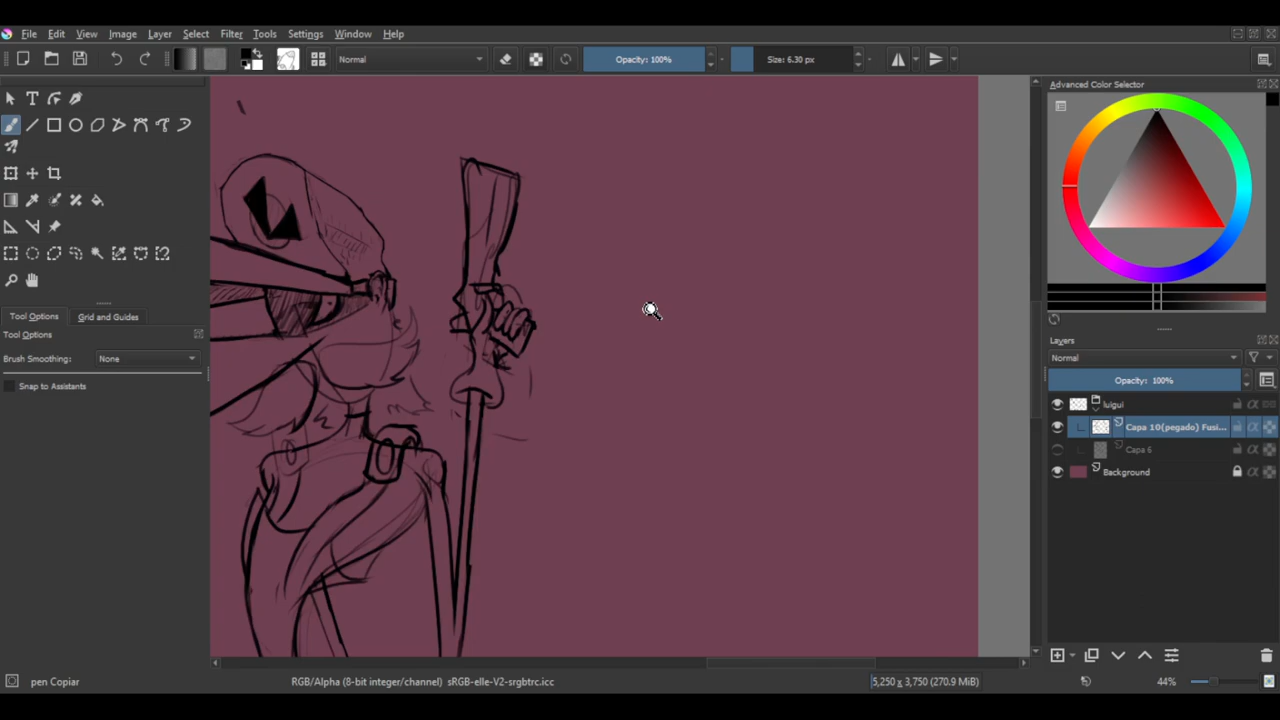 File Edit View Image Layer Select Filter Tools Settings Window Help
Normal Opacity: 100% Size: 6.30 px
Advanced Color Selector
Tool Options Grid and Guides
Tool Options
Brush Smoothing: None
Snap to Assistants
Layers
Normal
Opacity: 100%
luigui
Capa 10(pegado) Fusi...
Capa 6
Background
pen Copiar RGB/Alpha (8-bit integer/channel) sRGB-elle-V2-srgbtrc.icc 5,250 x 3,750 (270.9 MiB) 44%